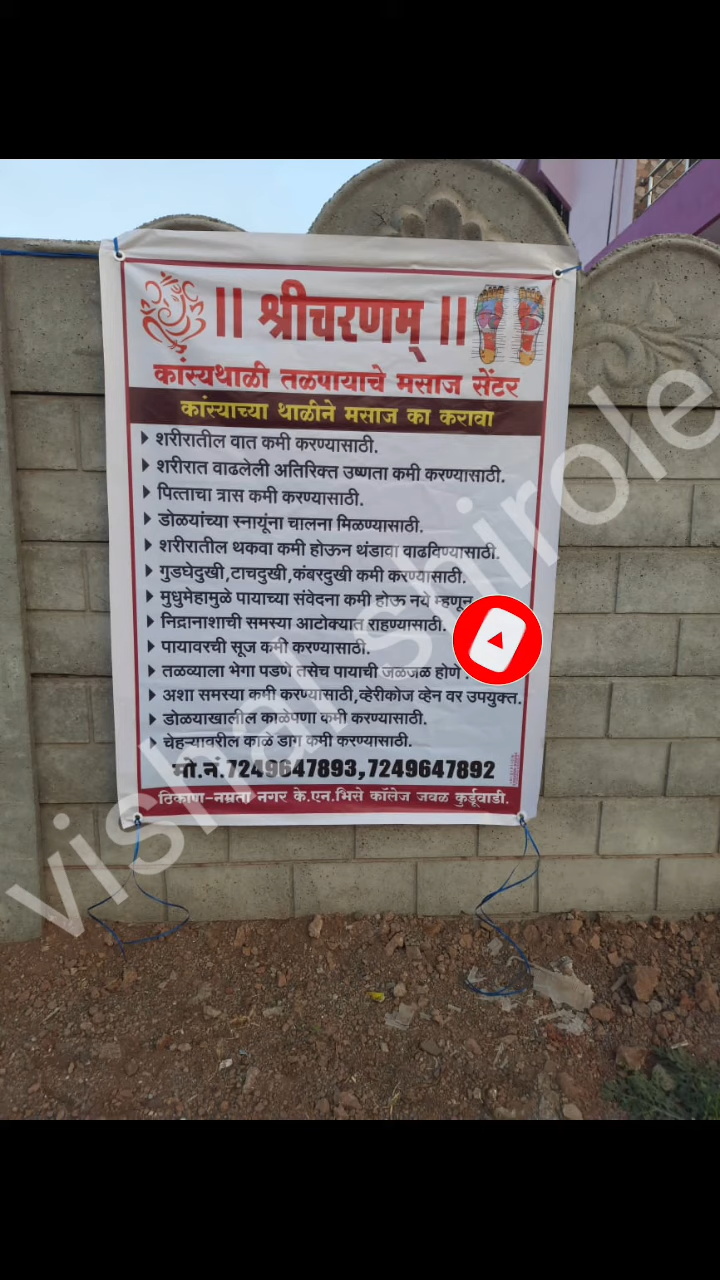 || श्रीचरणम् ||
कांस्यथाळी तळपायाचे मसाज सेंटर
कांस्याच्या थाळीने मसाज का करावा
शरीरातील वात कमी करण्यासाठी.
शरीरात वाढलेली अतिरिक्त उष्णता कमी करण्यासाठी.
पित्ताचा त्रास कमी करण्यासाठी.
डोळयांच्या स्नायूंना चालना मिळण्यासाठी.
शरीरातील थकवा कमी होऊन थंडावा वाढविण्यासाठी.
गुडघेदुखी,टाचदुखी,कंबरदुखी कमी करण्यासाठी.
मुधुमेहामुळे पायाच्या संवेदना कमी होऊ नये म्हणून
निद्रानाशाची समस्या आटोक्यात राहण्यासाठी.
पायावरची सूज कमी करण्यासाठी.
तळव्याला भेगा पडणे तसेच पायाची जळजळ होणे .
अशा समस्या कमी करण्यासाठी,व्हेरीकोज व्हेन वर उपयुक्त.
डोळयाखालील काळेपणा कमी करण्यासाठी.
चेहऱ्यावरील काळे डाग कमी करण्यासाठी.
मो.नं.7249647893,7249647892
ठिकाण-नम्रता नगर के.एन.भिसे कॉलेज जवळ कुर्डूवाडी.
vishal shirole